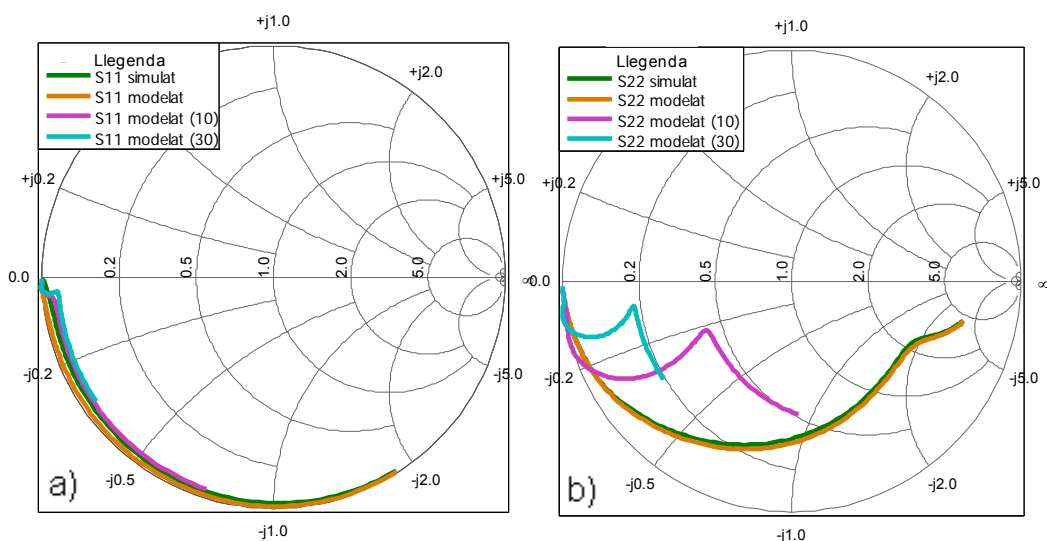 +j1.0
Llegenda
S11 simulat
S11 modelat
S11 modelat (10)
S11 modelat (30)
+j2.0
+j0.2
+j5.0
0.0
0.2
0.5
1.0
2.0
5.0
∞
-j0.2
-j5.0
a)
-j0.5
-j2.0
-j1.0
+j1.0
Llegenda
S22 simulat
S22 modelat
S22 modelat (10)
S22 modelat (30)
+j2.0
+j0.2
+j5.0
0.0
0.2
0.5
1.0
2.0
5.0
∞
-j0.2
-j5.0
b)
-j0.5
-j2.0
-j1.0